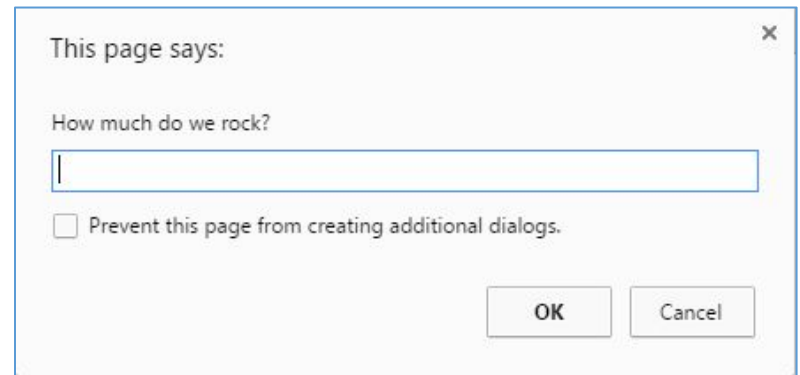 This page says:
How much do we rock?
Prevent this page from creating additional dialogs.
OK Cancel